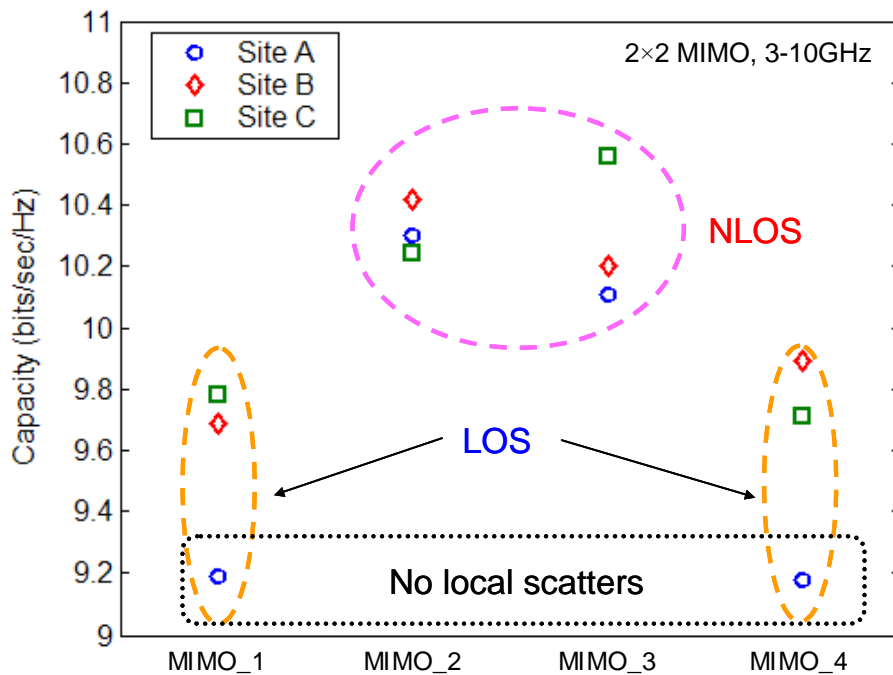 11
10.8
10.6
10.4
10.2
10
9.8
9.6
9.4
9.2
9
Capacity (bits/sec/Hz)
Site A
Site B
Site C
2×2 MIMO, 3-10GHz
NLOS
LOS
No local scatters
MIMO_1 MIMO_2 MIMO_3 MIMO_4